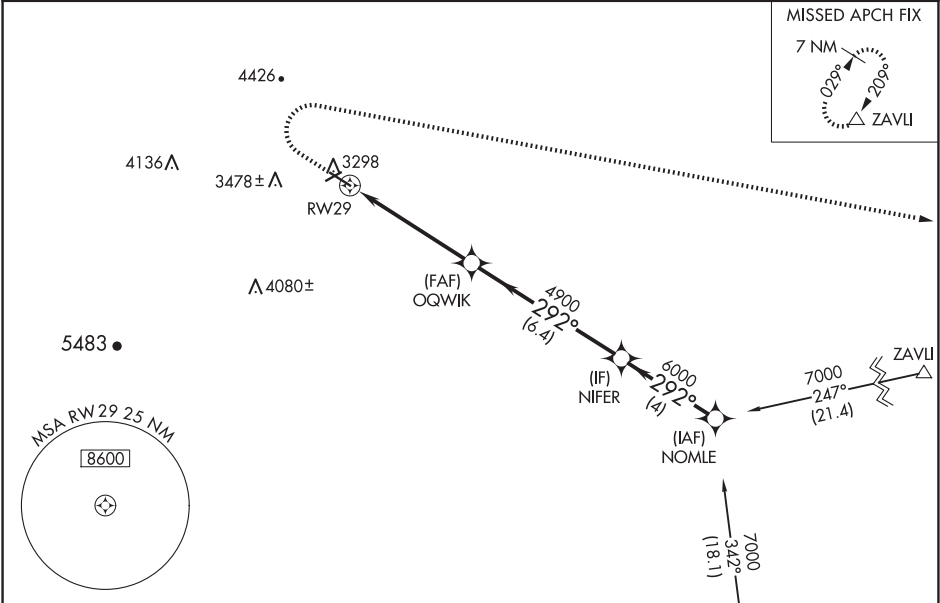 MISSED APCH FIX
7 NM
029°
209°
ZAVLI
4426
4136
3478±
3298
RW29
4080±
(FAF)
OQWIK
4900
292°
(6.4)
5483
(IF)
NIFER
6000
292°
(4)
ZAVLI
7000
247°
(21.4)
(IAF)
NOMLE
MSA RW 29 25 NM
8600
7000
342°
(18.1)